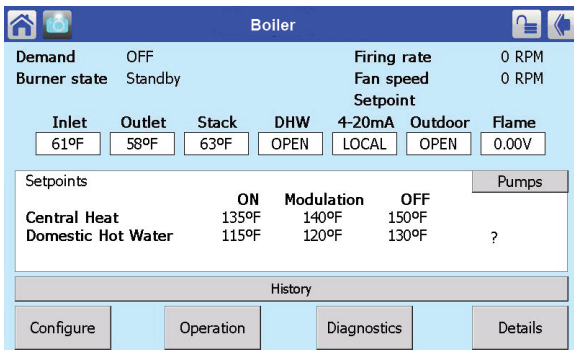 Boiler
Demand OFF Firing rate 0 RPM
Burner state Standby Fan speed 0 RPM
Setpoint
Inlet Outlet Stack DHW 4-20mA Outdoor Flame
61ºF 58ºF 63ºF OPEN LOCAL OPEN 0.00V
Setpoints Pumps
ON Modulation OFF
Central Heat 135ºF 140ºF 150ºF
Domestic Hot Water 115ºF 120ºF 130ºF ?
History
Configure Operation Diagnostics Details